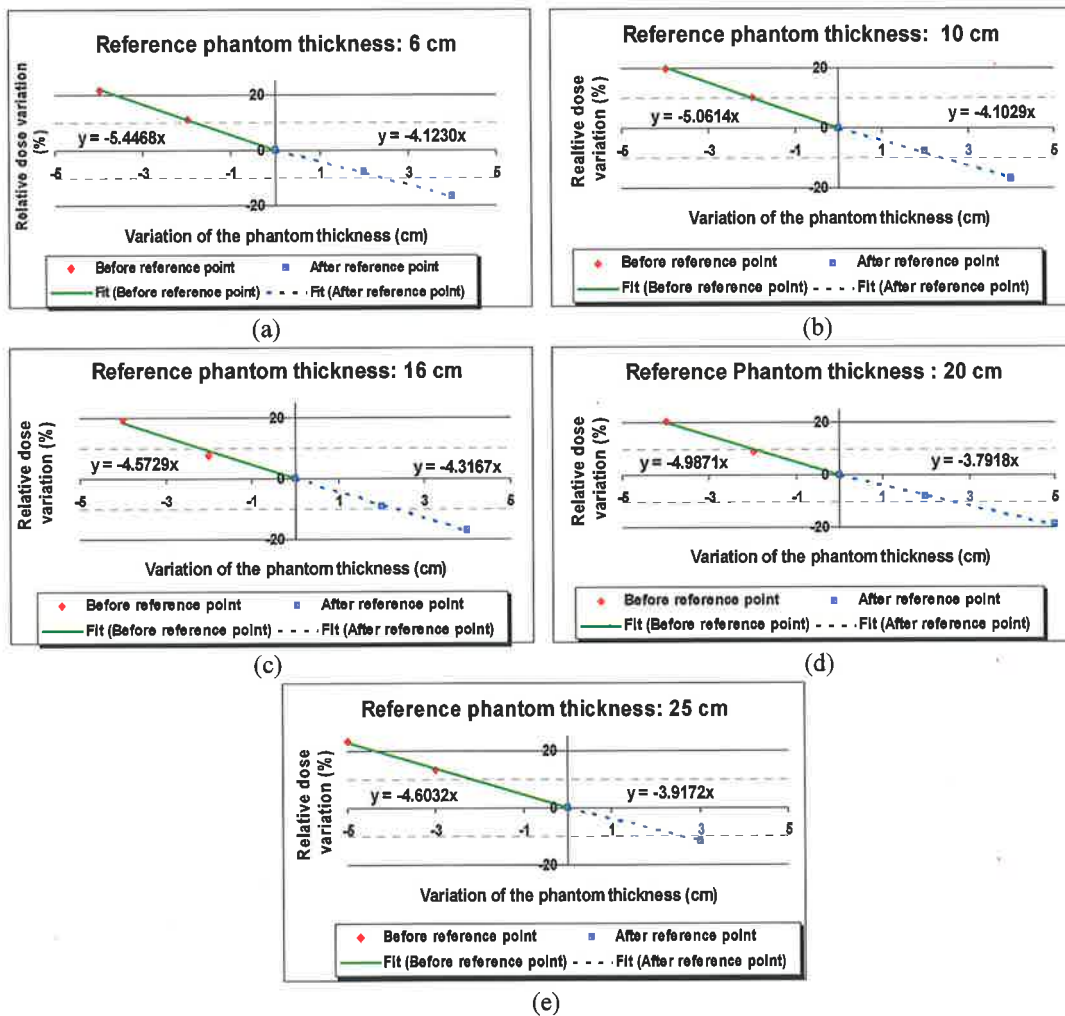 Reference phantom thickness: 6 cm
Relative dose variation
(%)
20
y = -5.4468x
y = -4.1230x
0
-5 -3 -1 1 3 5
-20
Variation of the phantom thickness (cm)
Before reference point
After reference point
Fit (Before reference point)
Fit (After reference point)
(a)
Reference phantom thickness: 10 cm
Realtive dose
variation (%)
20
y = -5.0614x
y = -4.1029x
0
-5 -3 -1 1 3 5
-20
Variation of the phantom thickness (cm)
Before reference point
After reference point
Fit (Before reference point)
Fit (After reference point)
(b)
Reference phantom thickness: 16 cm
Relative dose
variation (%)
20
y = -4.5729x
y = -4.3167x
0
-5 -3 -1 1 3 5
-20
Variation of the phantom thickness (cm)
Before reference point
After reference point
Fit (Before reference point)
Fit (After reference point)
(c)
Reference Phantom thickness : 20 cm
Relative dose
variation (%)
20
y = -4.9871x
y = -3.7918x
0
-5 -3 -1 1 3 5
-20
Variation of the phantom thickness (cm)
Before reference point
After reference point
Fit (Before reference point)
Fit (After reference point)
(d)
Reference phantom thickness: 25 cm
Relative dose
variation (%)
20
y = -4.6032x
y = -3.9172x
0
-5 -3 -1 1 3 5
-20
Variation of the phantom thickness (cm)
Before reference point
After reference point
Fit (Before reference point)
Fit (After reference point)
(e)